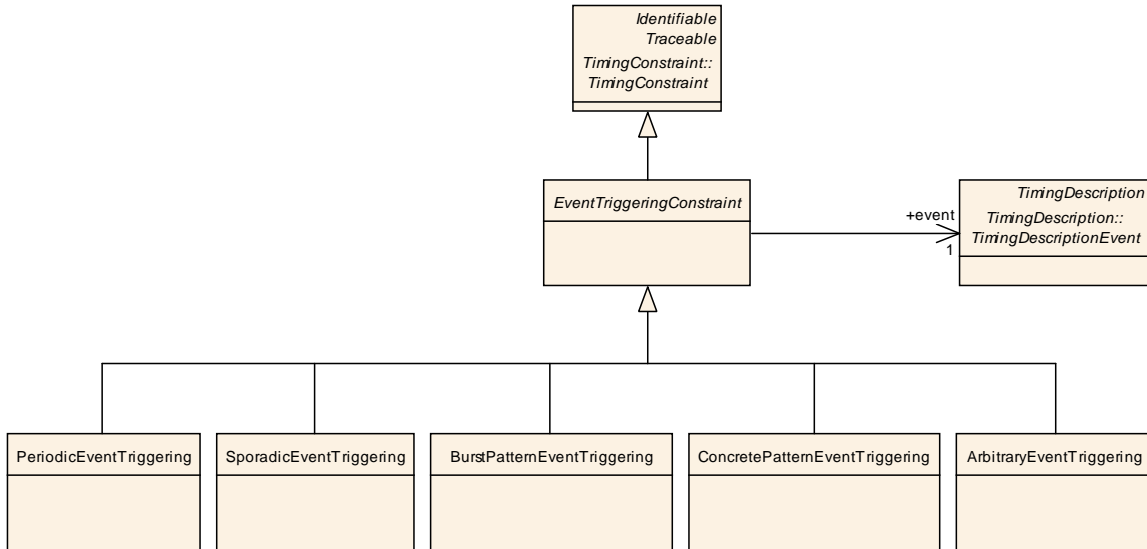 Identifiable
Traceable
TimingConstraint::
TimingConstraint
EventTriggeringConstraint
+event
1
TimingDescription
TimingDescription::
TimingDescriptionEvent
PeriodicEventTriggering
SporadicEventTriggering
BurstPatternEventTriggering
ConcretePatternEventTriggering
ArbitraryEventTriggering